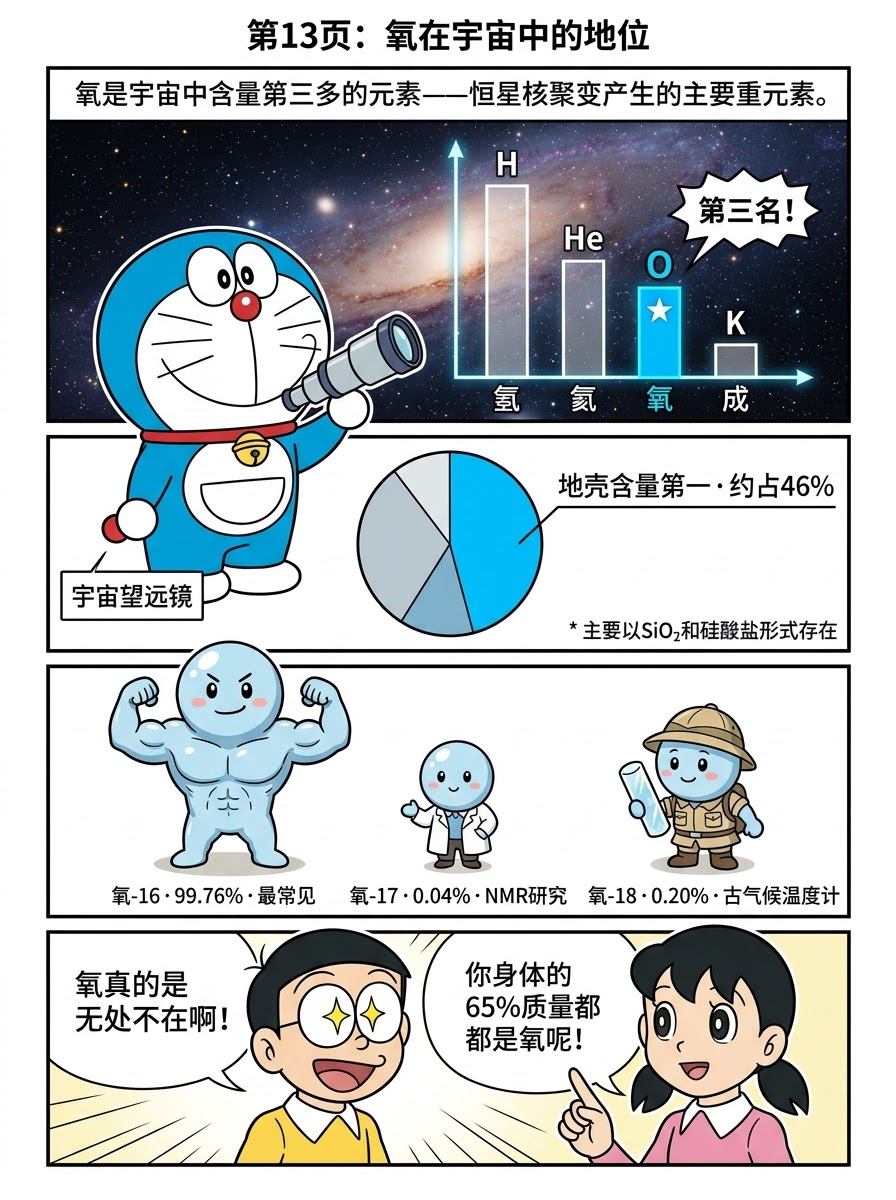 第13页：氧在宇宙中的地位
氧是宇宙中含量第三多的元素——恒星核聚变产生的主要重元素。
H
He
O
K
第三名！
氢
氦
氧
成
地壳含量第一·约占46%
宇宙望远镜
* 主要以SiO₂和硅酸盐形式存在
氧-16·99.76%·最常见
氧-17·0.04%·NMR研究
氧-18·0.20%·古气候温度计
氧真的是
无处不在啊！
你身体的
65%质量都
都是氧呢！